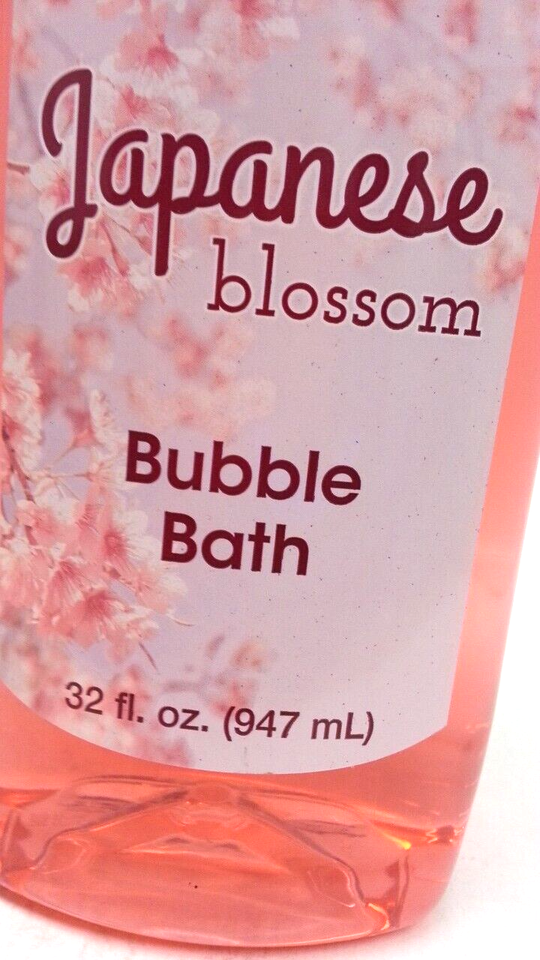 Japanese
blossom
Bubble
Bath
32 fl. oz. (947 mL)